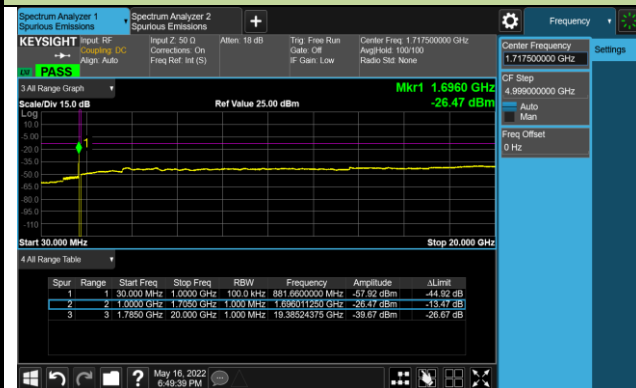 Spectrum Analyzer 1
Spurious Emissions
Spectrum Analyzer 2
Spurious Emissions
+
Frequency
KEYSIGHT
Input: RF
Coupling: DC
Align: Auto
Input Z: 50 Ω
Corrections: On
Freq Ref: Int (S)
Atten: 18 dB
Trig: Free Run
Gate: Off
IF Gain: Low
Center Freq: 1.717500000 GHz
Avg|Hold: 100/100
Radio Std: None
PASS
Center Frequency
1.717500000 GHz
Settings
CF Step
4.999000000 GHz
Auto
Man
Freq Offset
0 Hz
3 All Range Graph
Mkr1 1.6960 GHz
-26.47 dBm
Scale/Div 15.0 dB
Ref Value 25.00 dBm
Log
10.0
-5.00
-20.0
-35.0
-50.0
-65.0
-80.0
-95.0
-110
1
Start 30.000 MHz
Stop 20.000 GHz
4 All Range Table
Spur Range Start Freq Stop Freq RBW Frequency Amplitude ΔLimit
1 1 30.000 MHz 1.0000 GHz 100.0 kHz 881.6600000 MHz -57.92 dBm -44.92 dB
2 2 1.0000 GHz 1.7050 GHz 1.000 MHz 1.696011250 GHz -26.47 dBm -13.47 dB
3 3 1.7850 GHz 20.000 GHz 1.000 MHz 19.38524375 GHz -39.67 dBm -26.67 dB
?
May 16, 2022
6:49:39 PM